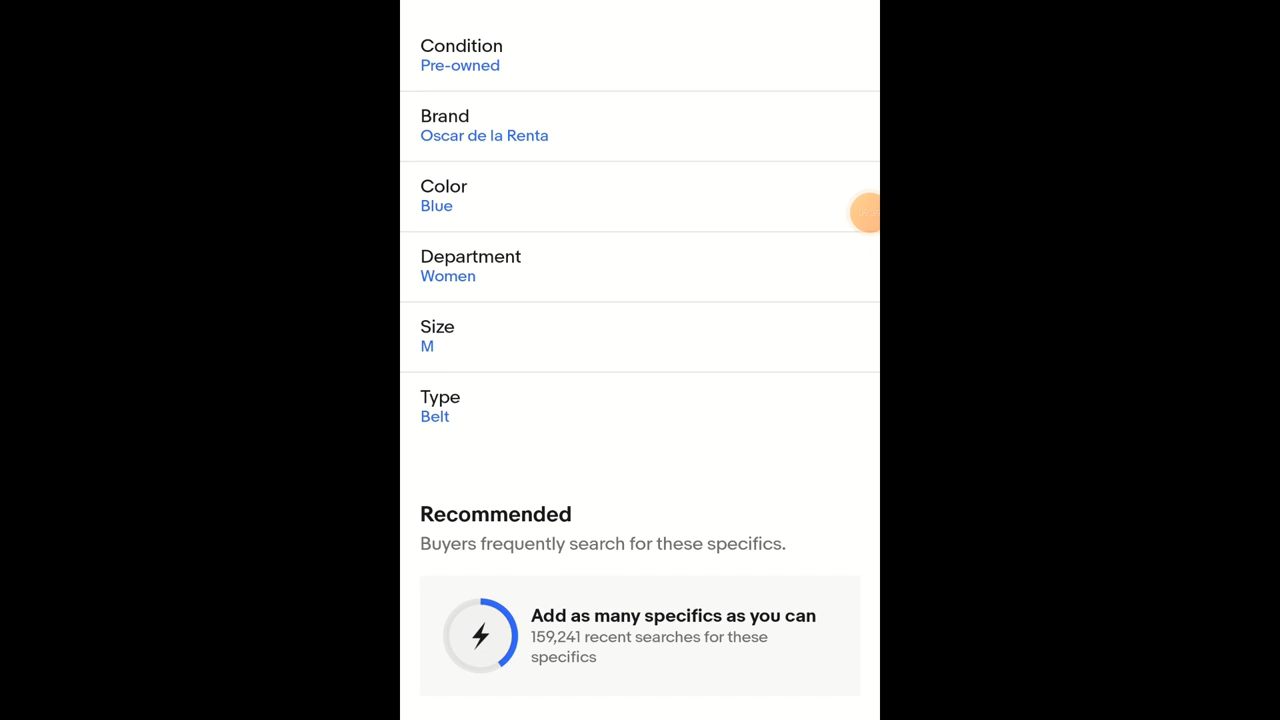 Condition
Pre-owned
Brand
Oscar de la Renta
Color
Blue
Department
Women
Size
M
Type
Belt
Recommended
Buyers frequently search for these specifics.
Add as many specifics as you can
159,241 recent searches for these
specifics